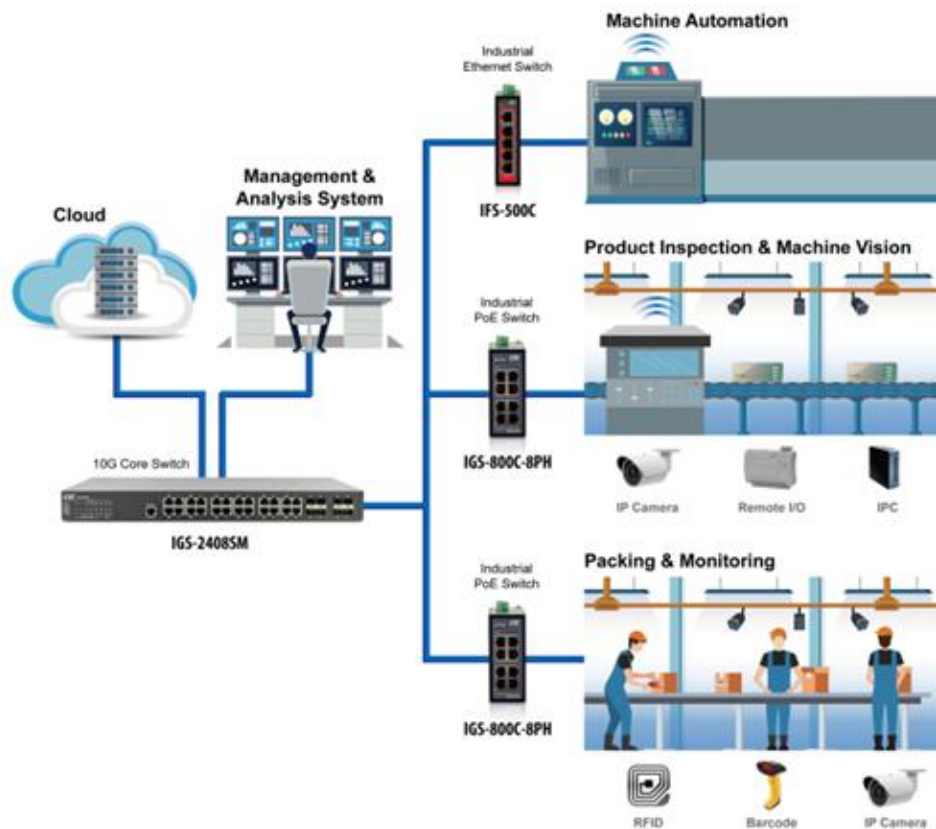 Machine Automation
Industrial
Ethernet Switch
IFS-500C
Management &
Analysis System
Cloud
Product Inspection & Machine Vision
Industrial
PoE Switch
IGS-800C-8PH
IP Camera
Remote I/O
IPC
10G Core Switch
IGS-2408SM
Packing & Monitoring
Industrial
PoE Switch
IGS-800C-8PH
RFID
Barcode
IP Camera